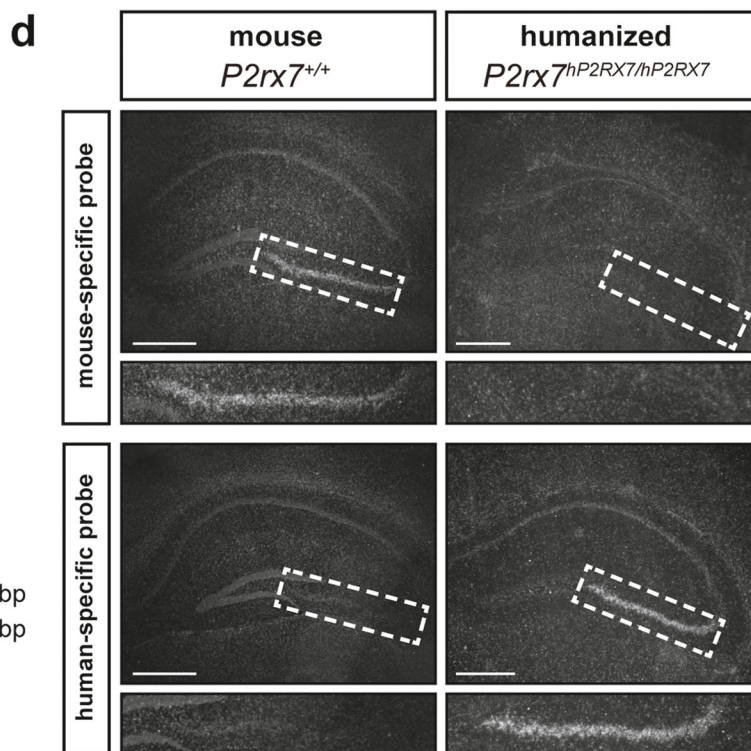 d
mouse
P2rx7+/+
humanized
P2rx7hP2RX7/hP2RX7
mouse-specific probe
human-specific probe
bp
bp